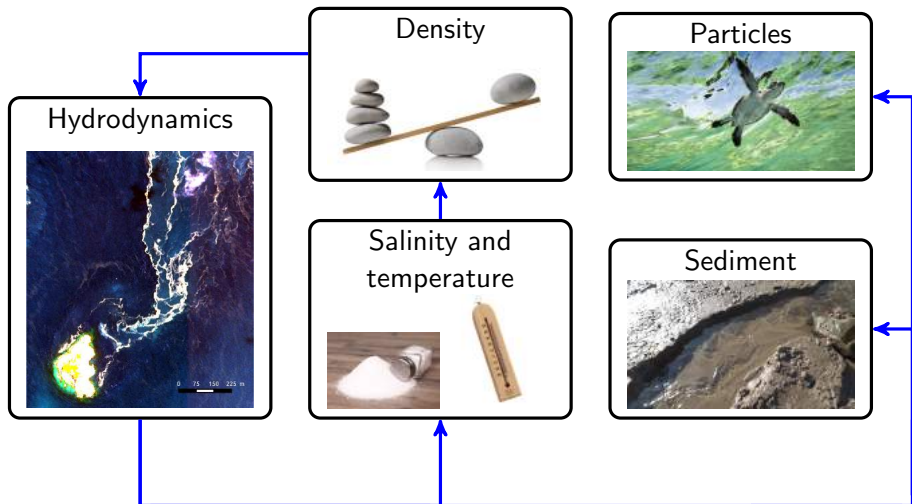 Density
Particles
Hydrodynamics
Salinity and
temperature
Sediment
0 75 150 225 m